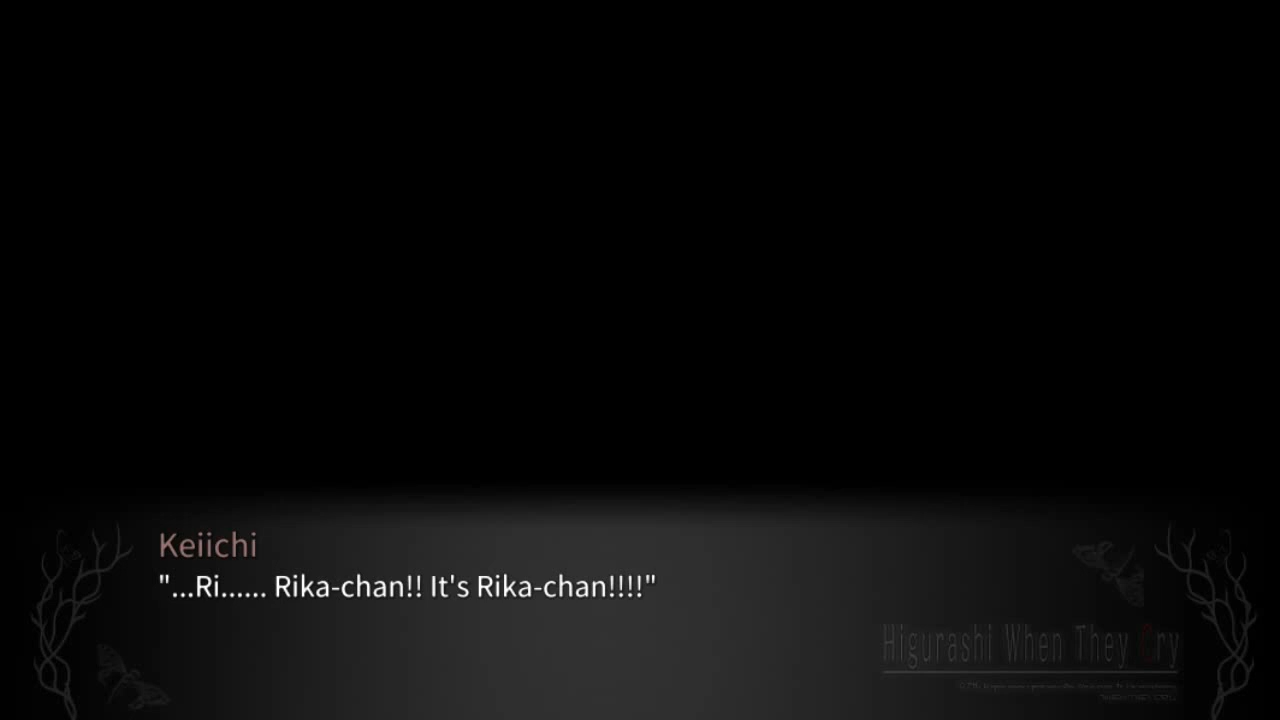 Keiichi
"...Ri...... Rika-chan!! It's Rika-chan!!!!"
Higurashi When They Cry